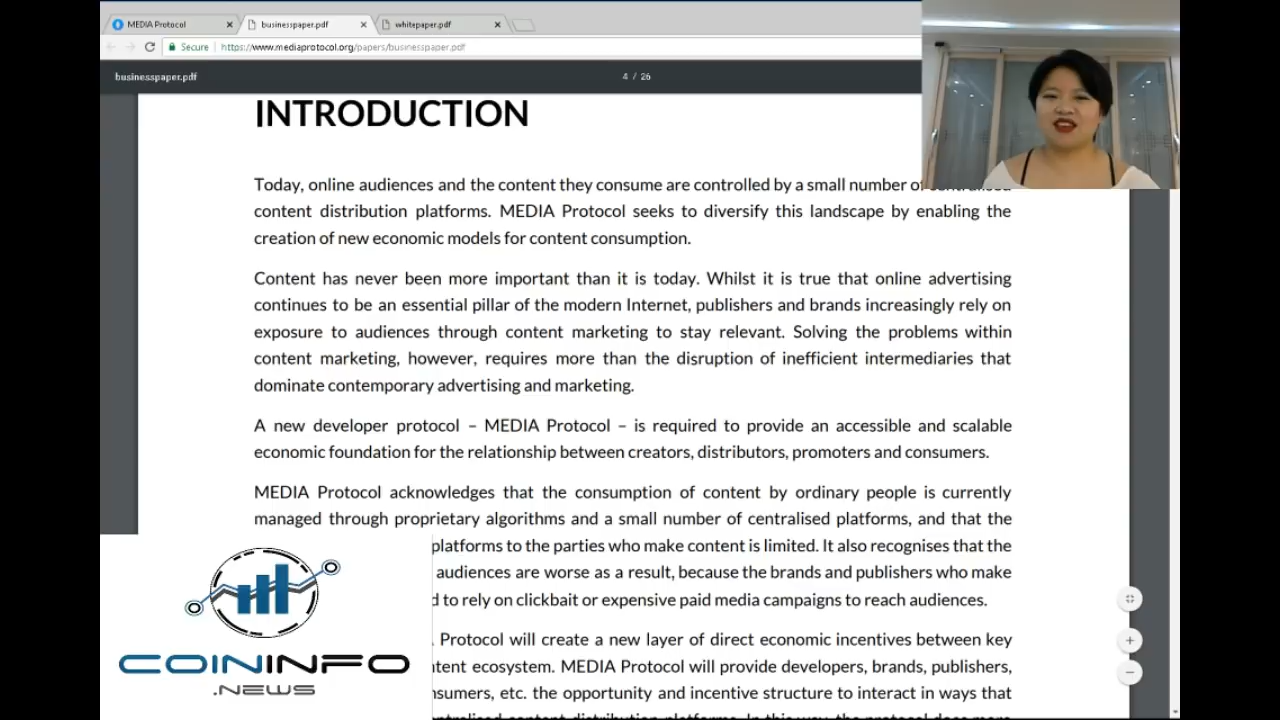 MEDIA Protocol
businesspaper.pdf
whitepaper.pdf
Secure
https://www.mediaprotocol.org/papers/businesspaper.pdf
businesspaper.pdf
4 / 26
INTRODUCTION
Today, online audiences and the content they consume are controlled by a small number of
content distribution platforms. MEDIA Protocol seeks to diversify this landscape by enabling the
creation of new economic models for content consumption.
Content has never been more important than it is today. Whilst it is true that online advertising
continues to be an essential pillar of the modern Internet, publishers and brands increasingly rely on
exposure to audiences through content marketing to stay relevant. Solving the problems within
content marketing, however, requires more than the disruption of inefficient intermediaries that
dominate contemporary advertising and marketing.
A new developer protocol – MEDIA Protocol – is required to provide an accessible and scalable
economic foundation for the relationship between creators, distributors, promoters and consumers.
MEDIA Protocol acknowledges that the consumption of content by ordinary people is currently
managed through proprietary algorithms and a small number of centralised platforms, and that the
platforms to the parties who make content is limited. It also recognises that the
audiences are worse as a result, because the brands and publishers who make
d to rely on clickbait or expensive paid media campaigns to reach audiences.
Protocol will create a new layer of direct economic incentives between key
ntent ecosystem. MEDIA Protocol will provide developers, brands, publishers,
nsumers, etc. the opportunity and incentive structure to interact in ways that
COININFO
.NEWS